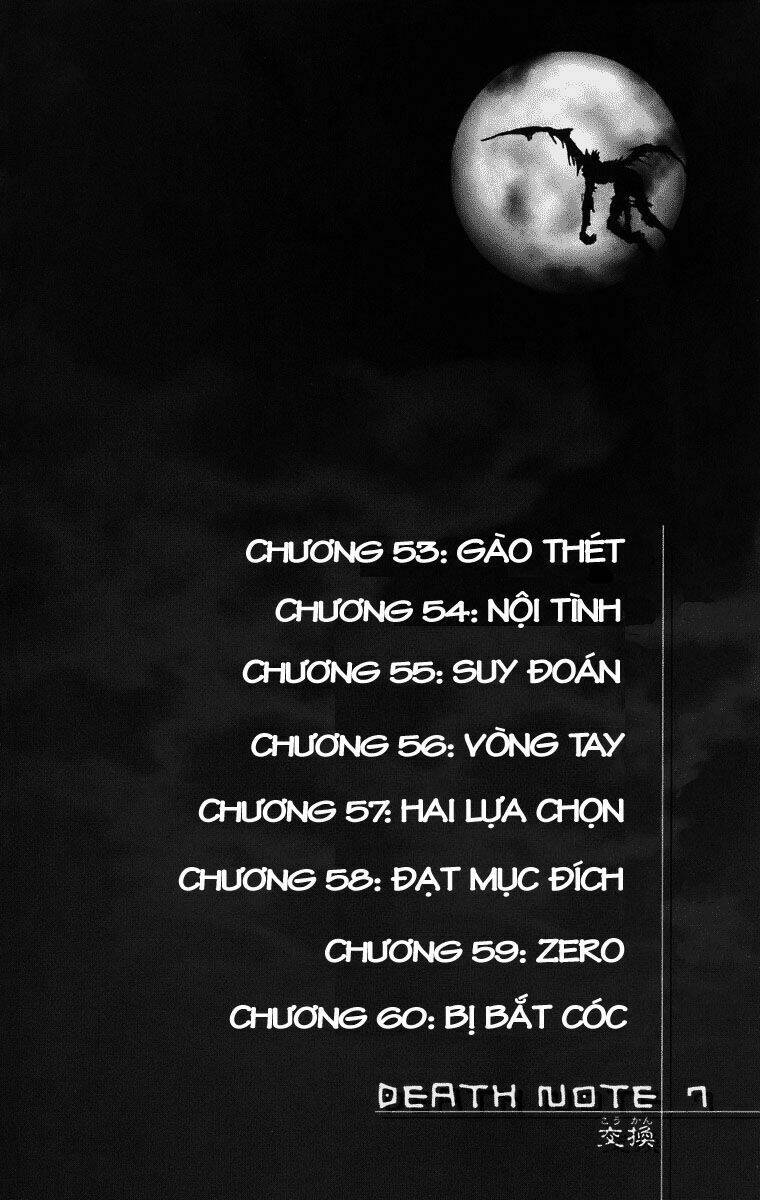 CHƯƠNG 53: GÀO THÉT
CHƯƠNG 54: NỘI TÌNH
CHƯƠNG 55: SUY ĐOÁN
CHƯƠNG 56: VÒNG TAY
CHƯƠNG 57: HAI LỰA CHỌN
CHƯƠNG 58: ĐẠT MỤC ĐÍCH
CHƯƠNG 59: ZERO
CHƯƠNG 60: BỊ BẮT CÓC
DEATH NOTE 7
こうかん
交換